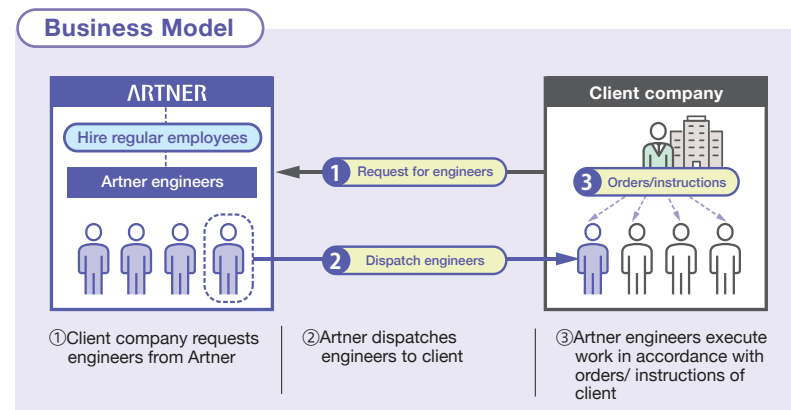 Business Model
ARTNER
Hire regular employees
Artner engineers
Client company
1 Request for engineers
3 Orders/instructions
2 Dispatch engineers
①Client company requests
engineers from Artner
②Artner dispatches
engineers to client
③Artner engineers execute
work in accordance with
orders/ instructions of
client